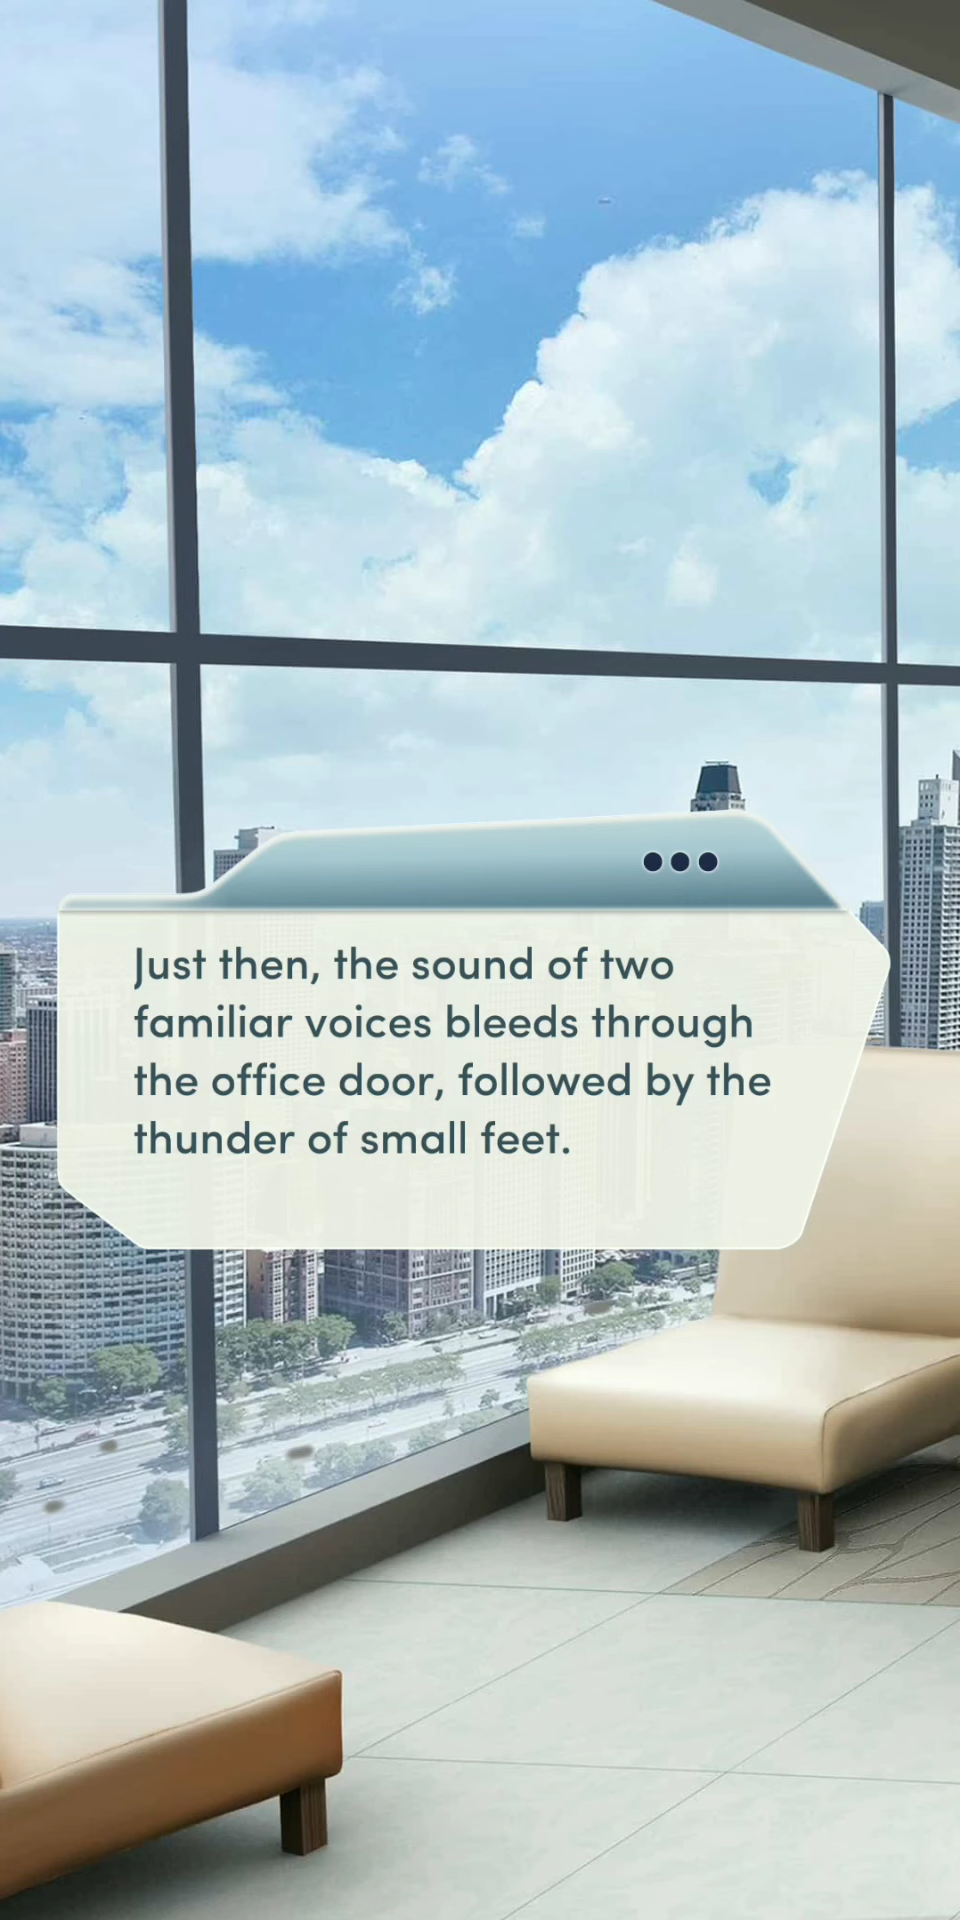 Just then, the sound of two
familiar voices bleeds through
the office door, followed by the
thunder of small feet.